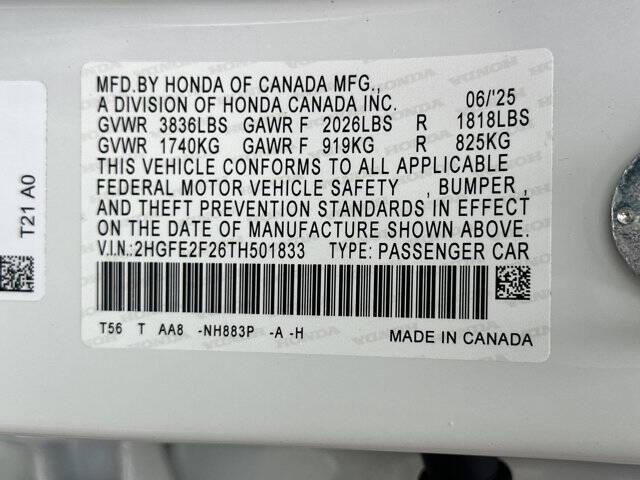 MFD.BY HONDA OF CANADA MFG.,
A DIVISION OF HONDA CANADA INC. 06/'25
GVWR 3836LBS GAWR F 2026LBS R 1818LBS
GVWR 1740KG GAWR F 919KG R 825KG
THIS VEHICLE CONFORMS TO ALL APPLICABLE
FEDERAL MOTOR VEHICLE SAFETY , BUMPER ,
AND THEFT PREVENTION STANDARDS IN EFFECT
ON THE DATE OF MANUFACTURE SHOWN ABOVE.
V.I.N.:2HGFE2F26TH501833 TYPE: PASSENGER CAR
T56 T AA8 -NH883P -A -H
MADE IN CANADA
T21 A0